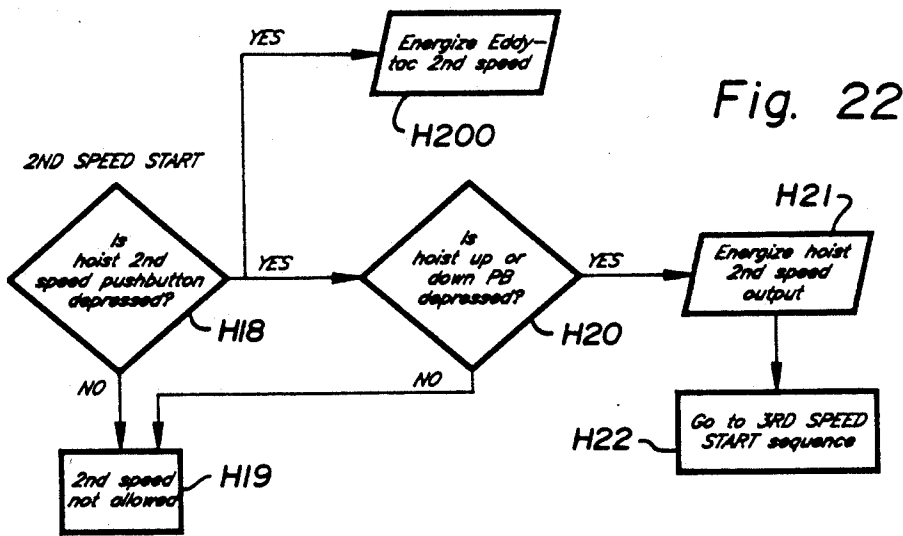 YES
Energize Eddy-
tac 2nd speed
H200
Fig. 22
2ND SPEED START
Is
hoist 2nd
speed pushbutton
depressed?
H18
YES
Is
hoist up or
down PB
depressed?
H20
YES
H21
Energize hoist
2nd speed
output
NO
NO
2nd speed
not allowed
H19
H22
Go to 3RD SPEED
START sequence